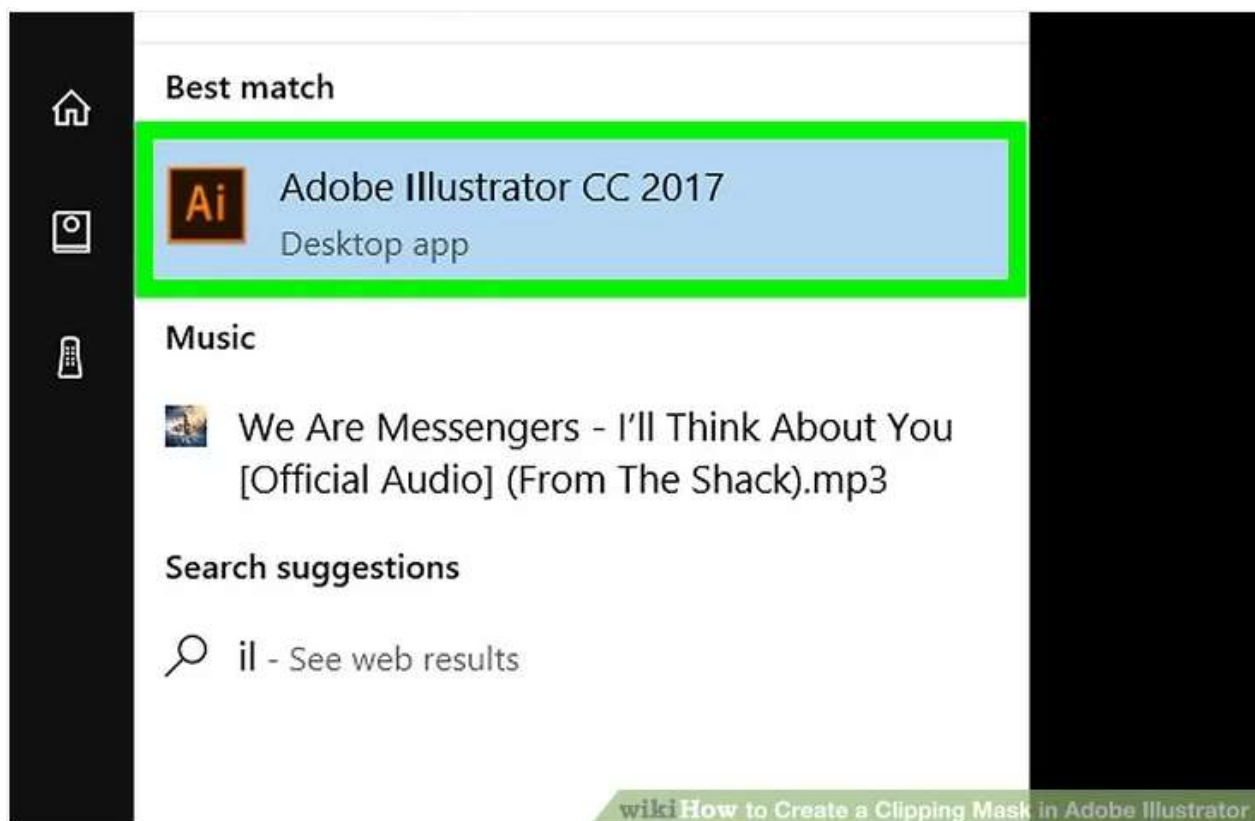 Best match
Ai
Adobe Illustrator CC 2017
Desktop app
Music
We Are Messengers - I'll Think About You
[Official Audio] (From The Shack).mp3
Search suggestions
il - See web results
wikiHow to Create a Clipping Mask in Adobe Illustrator